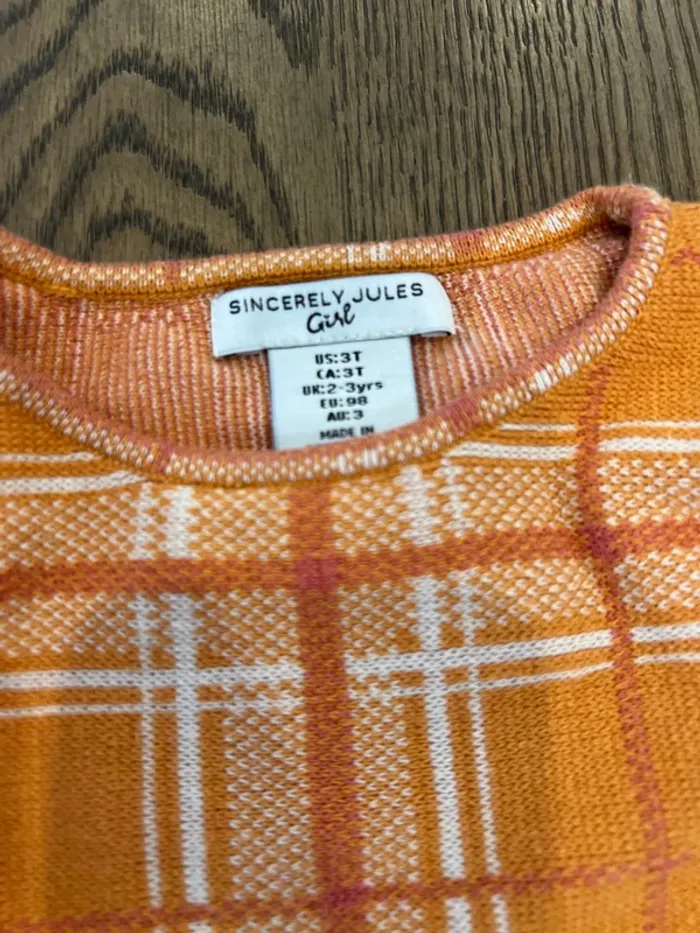 SINCERELY JULES
Girl
US:3T
CA:3T
UK:2-3yrs
EU:98
AU:3
MADE IN